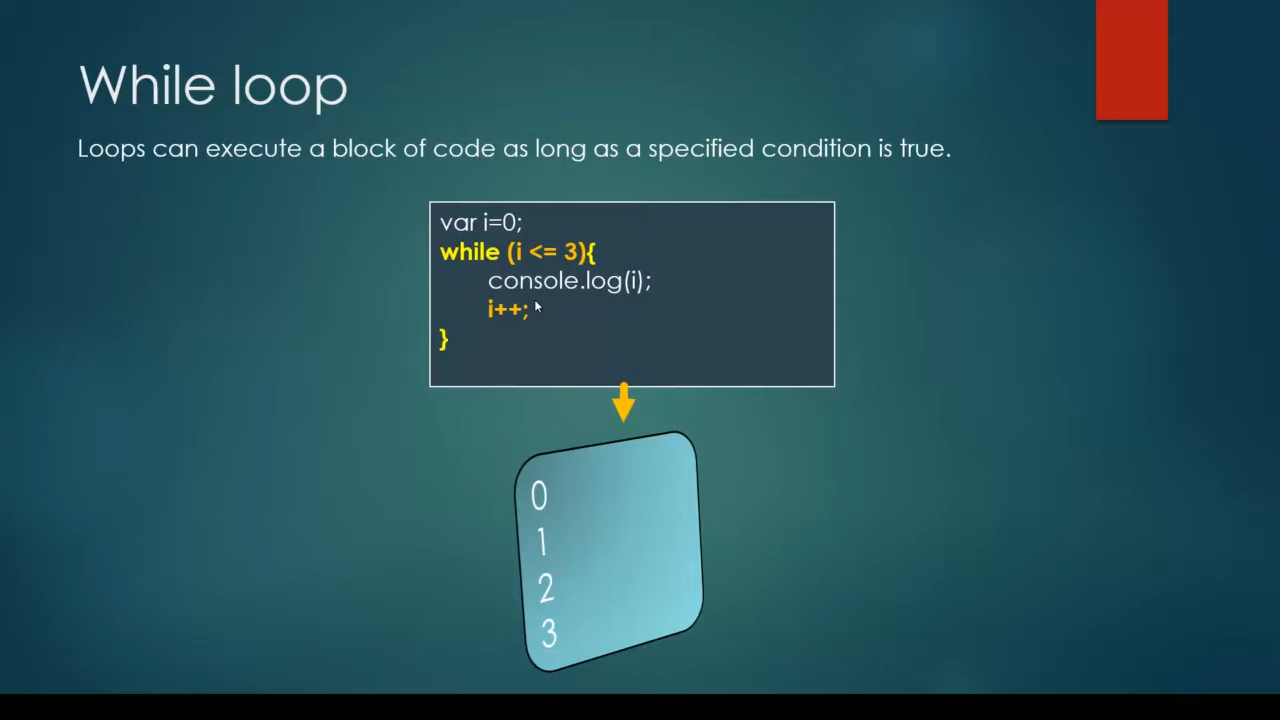 While loop
Loops can execute a block of code as long as a specified condition is true.
var i=0;
while (i <= 3){
console.log(i);
i++;
}
0
1
2
3